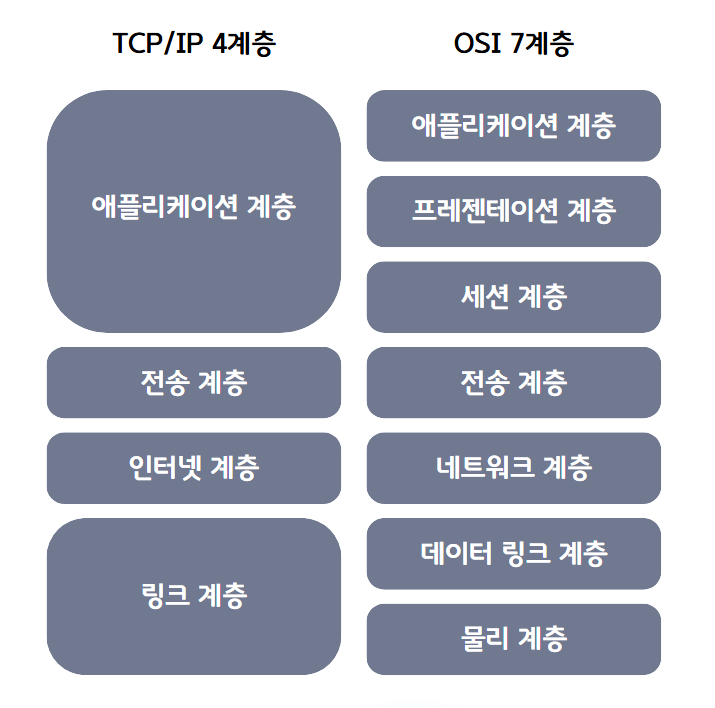 TCP/IP 4계층
OSI 7계층
애플리케이션 계층
전송 계층
인터넷 계층
링크 계층
애플리케이션 계층
프레젠테이션 계층
세션 계층
전송 계층
네트워크 계층
데이터 링크 계층
물리 계층